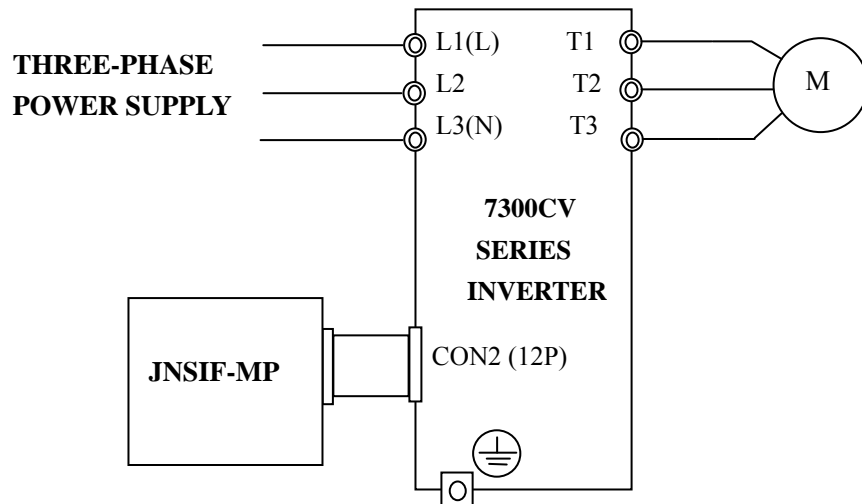 THREE-PHASE
POWER SUPPLY
L1(L)
L2
L3(N)
T1
T2
T3
M
7300CV
SERIES
INVERTER
JNSIF-MP
CON2 (12P)